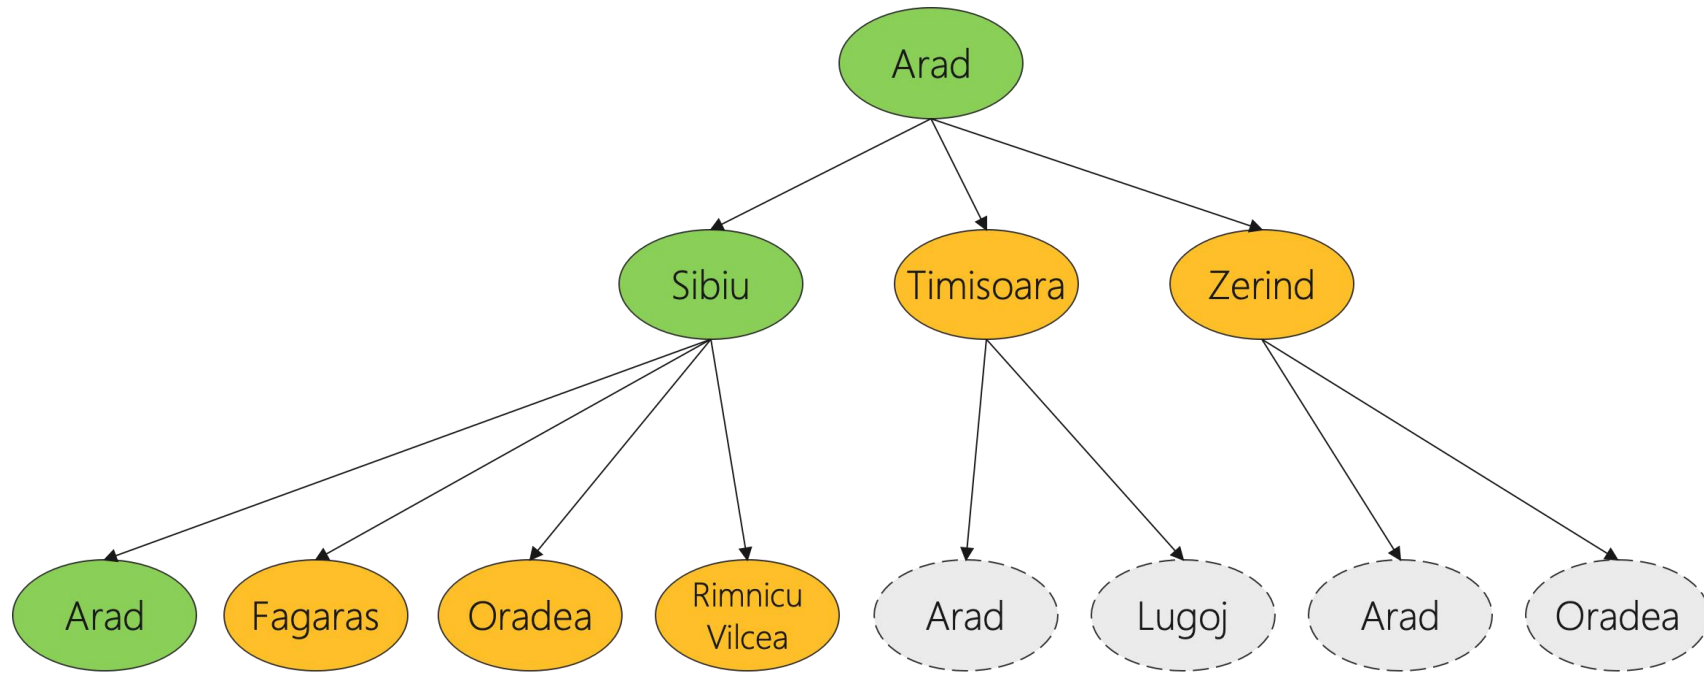 Arad
Sibiu
Timisoara
Zerind
Arad
Fagaras
Oradea
Rimnicu
Vilcea
Arad
Lugoj
Arad
Oradea